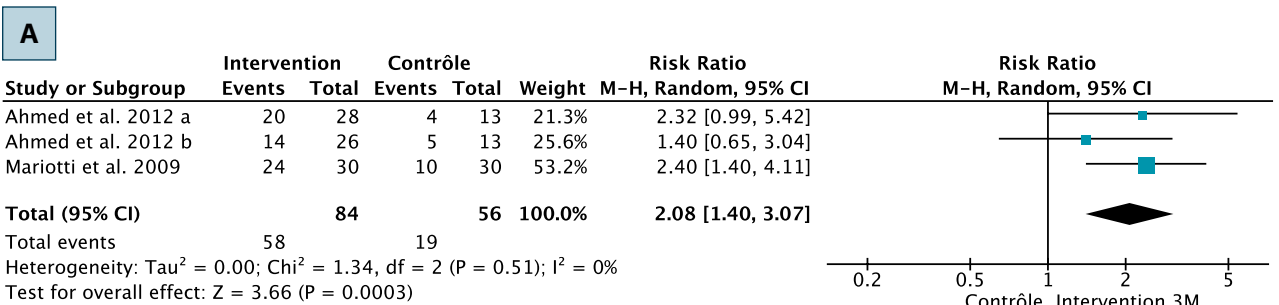 A
Intervention Contrôle Risk Ratio Risk Ratio
Study or Subgroup Events Total Events Total Weight M-H, Random, 95% CI M-H, Random, 95% CI
Ahmed et al. 2012 a 20 28 4 13 21.3% 2.32 [0.99, 5.42]
Ahmed et al. 2012 b 14 26 5 13 25.6% 1.40 [0.65, 3.04]
Mariotti et al. 2009 24 30 10 30 53.2% 2.40 [1.40, 4.11]
Total (95% CI) 84 56 100.0% 2.08 [1.40, 3.07]
Total events 58 19
Heterogeneity: Tau² = 0.00; Chi² = 1.34, df = 2 (P = 0.51); I² = 0%
Test for overall effect: Z = 3.66 (P = 0.0003)
0.2 0.5 1 2 5
Contrôle Intervention 3M